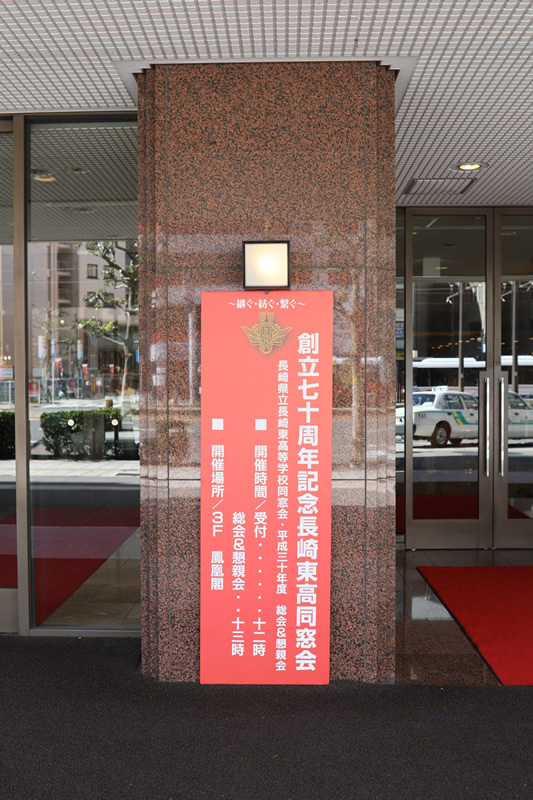 〜継ぐ・紡ぐ・繋ぐ〜
創立七十周年記念長崎東高同窓会
長崎県立長崎東高等学校同窓会・平成三十年度 総会&懇親会
■ 開催時間/受付・・・・・・十二時
総会&懇親会・・十三時
■ 開催場所/3F 鳳凰閣